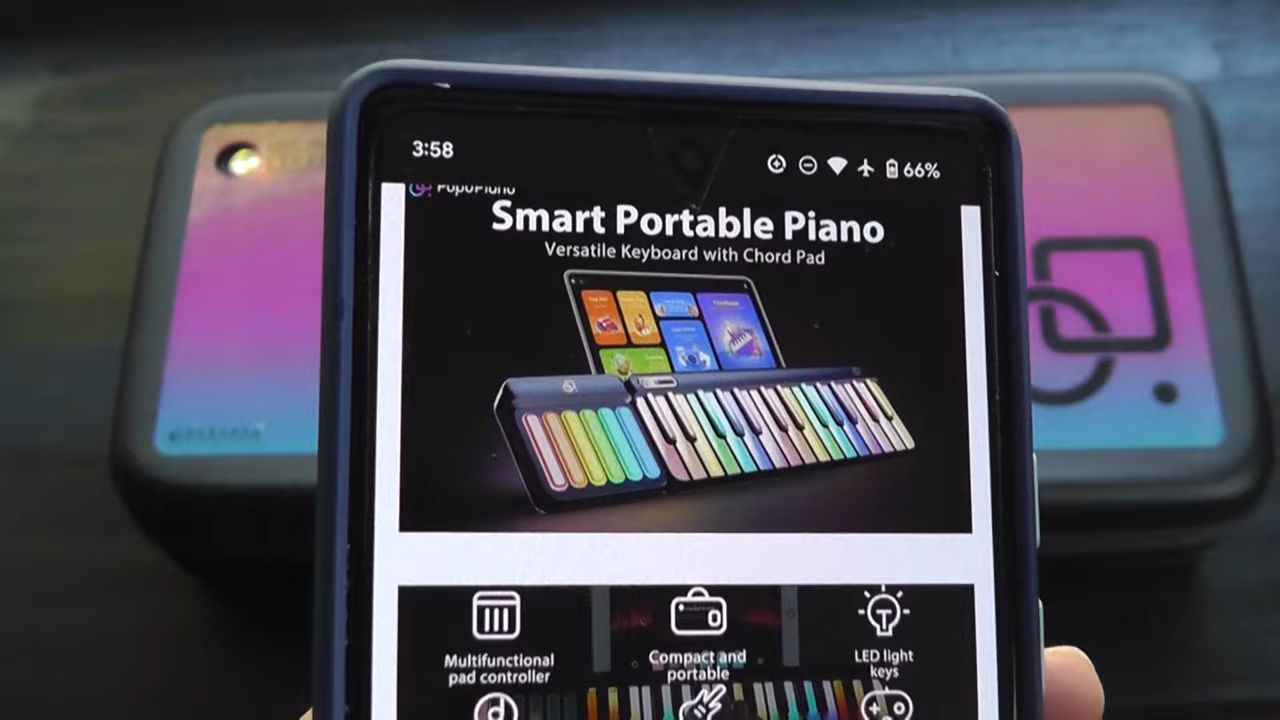 3:58
66%
PopuPiano
Smart Portable Piano
Versatile Keyboard with Chord Pad
Multifunctional
pad controller
Compact and
portable
LED light
keys